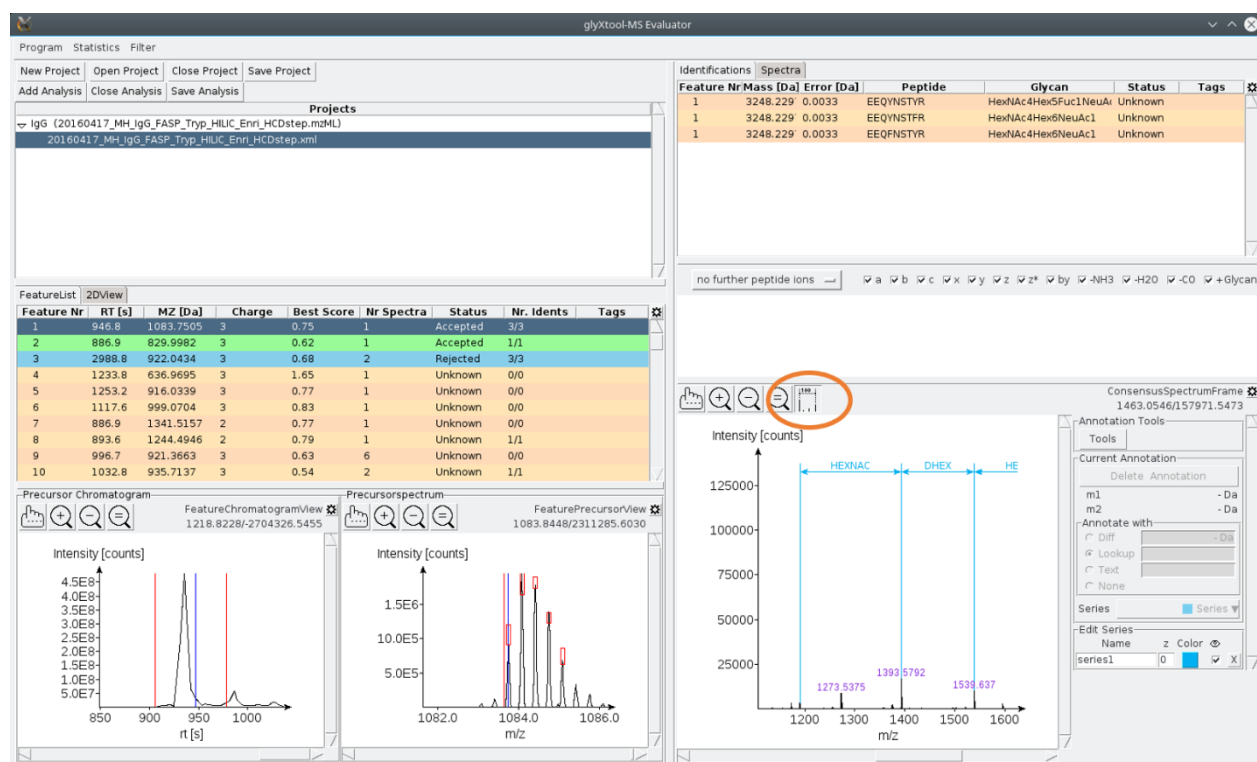 glyXtool-MS Evaluator
Program Statistics Filter
New Project Open Project Close Project Save Project
Add Analysis Close Analysis Save Analysis
Projects
IgG (20160417_MH_IgG_FASP_Tryp_HILIC_Enri_HCDstep.mzML)
20160417_MH_IgG_FASP_Tryp_HILIC_Enri_HCDstep.xml
FeatureList 2DView
Feature Nr RT [s] MZ [Da] Charge Best Score Nr Spectra Status Nr. Idents Tags
1 946.8 1083.7505 3 0.75 1 Accepted 3/3
2 886.9 829.9982 3 0.62 1 Accepted 1/1
3 2988.8 922.0434 3 0.68 2 Rejected 3/3
4 1233.8 636.9695 3 1.65 1 Unknown 0/0
5 1253.2 916.0339 3 0.77 1 Unknown 0/0
6 1117.6 999.0704 3 0.83 1 Unknown 0/0
7 886.9 1341.5157 2 0.77 1 Unknown 0/0
8 893.6 1244.4946 2 0.79 1 Unknown 1/1
9 996.7 921.3663 3 0.63 6 Unknown 0/0
10 1032.8 935.7137 3 0.54 2 Unknown 1/1
Precursor Chromatogram
FeatureChromatogramView
1218.8228/-2704326.5455
Intensity [counts]
4.5E8
4.0E8
3.5E8
3.0E8
2.5E8
2.0E8
1.5E8
1.0E8
5.0E7
850 900 950 1000
rt [s]
Precursorspectrum
FeaturePrecursorView
1083.8448/2311285.6030
Intensity [counts]
1.5E6
10.0E5
5.0E5
1082.0 1084.0 1086.0
m/z
Identifications Spectra
Feature Nr Mass [Da] Error [Da] Peptide Glycan Status Tags
1 3248.229 0.0033 EEQYNSTYR HexNAc4Hex5Fuc1NeuAc Unknown
1 3248.229 0.0033 EEQYNSTFR HexNAc4Hex6NeuAc1 Unknown
1 3248.229 0.0033 EEQFNSTYR HexNAc4Hex6NeuAc1 Unknown
no further peptide ions a b c x y z z* by -NH3 -H2O -CO +Glycan
ConsensusSpectrumFrame
1463.0546/157971.5473
Intensity [counts]
HEXNAC DHEX HE
125000
100000
75000
50000
25000
1273.5375 1393.5792 1539.637
1200 1300 1400 1500 1600
m/z
Annotation Tools
Tools
Current Annotation
Delete Annotation
m1 - Da
m2 - Da
Annotate with
Diff - Da
Lookup
Text
None
Series Series
Edit Series
Name z Color
series1 0 X